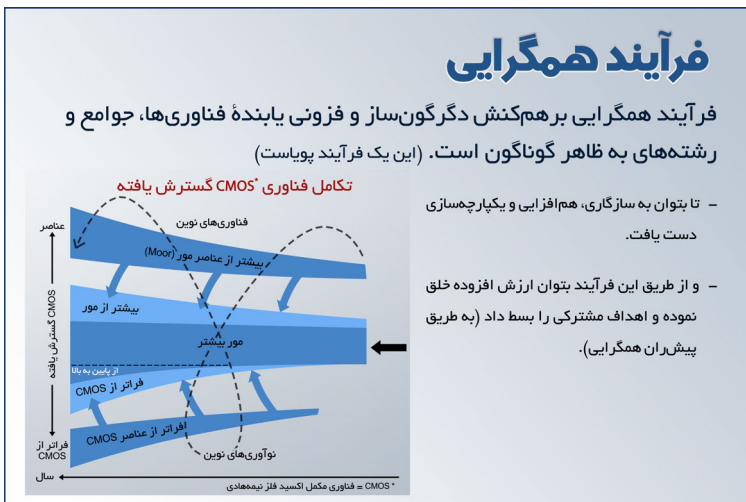 فرآیند همگرایی
فرآیند همگرایی برهم‌کنش دگرگون‌ساز و فزونی یابندهٔ فناوری‌ها، جوامع و
رشته‌های به ظاهر گوناگون است. (این یک فرآیند پویاست)
– تا بتوان به سازگاری، هم‌افزایی و یکپارچه‌سازی
دست یافت.
– و از طریق این فرآیند بتوان ارزش افزوده خلق
نموده و اهداف مشترکی را بسط داد (به طریق
پیش‌ران همگرایی).
تکامل فناوری CMOS* گسترش یافته
عناصر
فناوری‌های نوین
بیشتر از عناصر مور (Moor)
بیشتر از مور
مور بیشتر
CMOS گسترش یافته
از پایین به بالا
فراتر از CMOS
فراتر از عناصر CMOS
نوآوری‌های نوین
فراتر از
CMOS
سال
* CMOS = فناوری مکمل اکسید فلز نیمه‌هادی